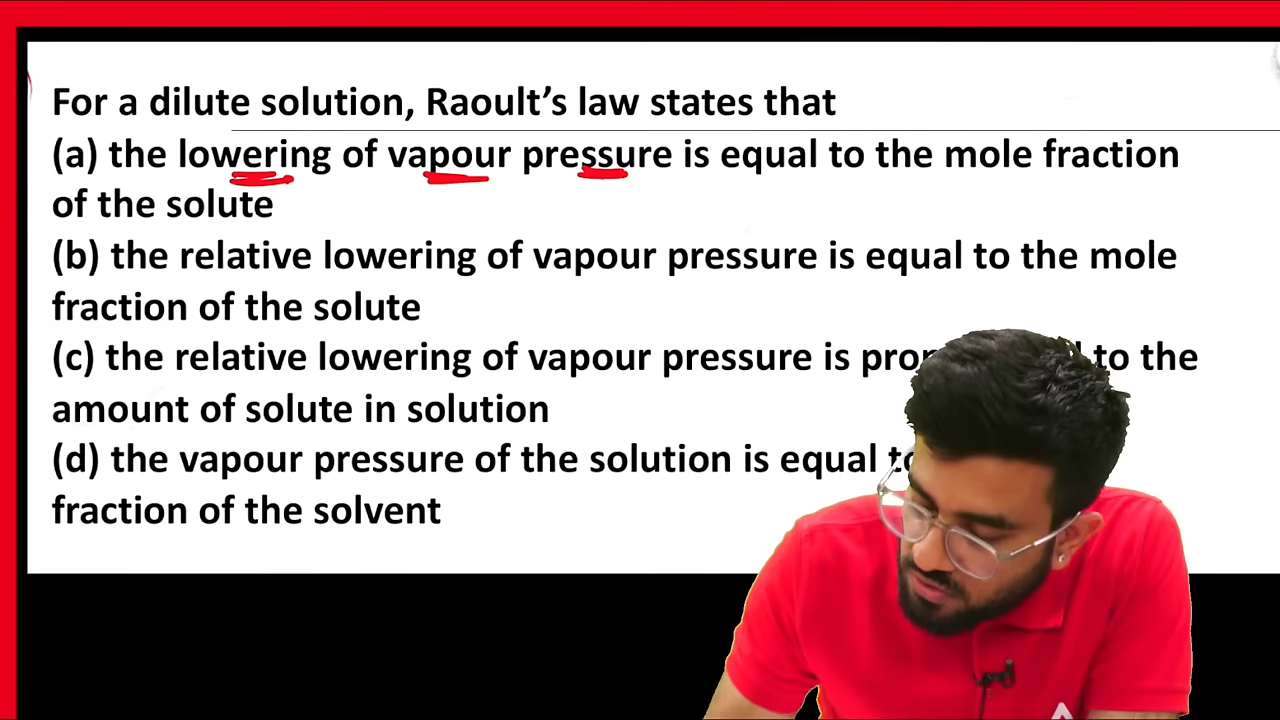 For a dilute solution, Raoult’s law states that
(a) the lowering of vapour pressure is equal to the mole fraction
of the solute
(b) the relative lowering of vapour pressure is equal to the mole
fraction of the solute
(c) the relative lowering of vapour pressure is to the
amount of solute in solution
(d) the vapour pressure of the solution is equal
fraction of the solvent